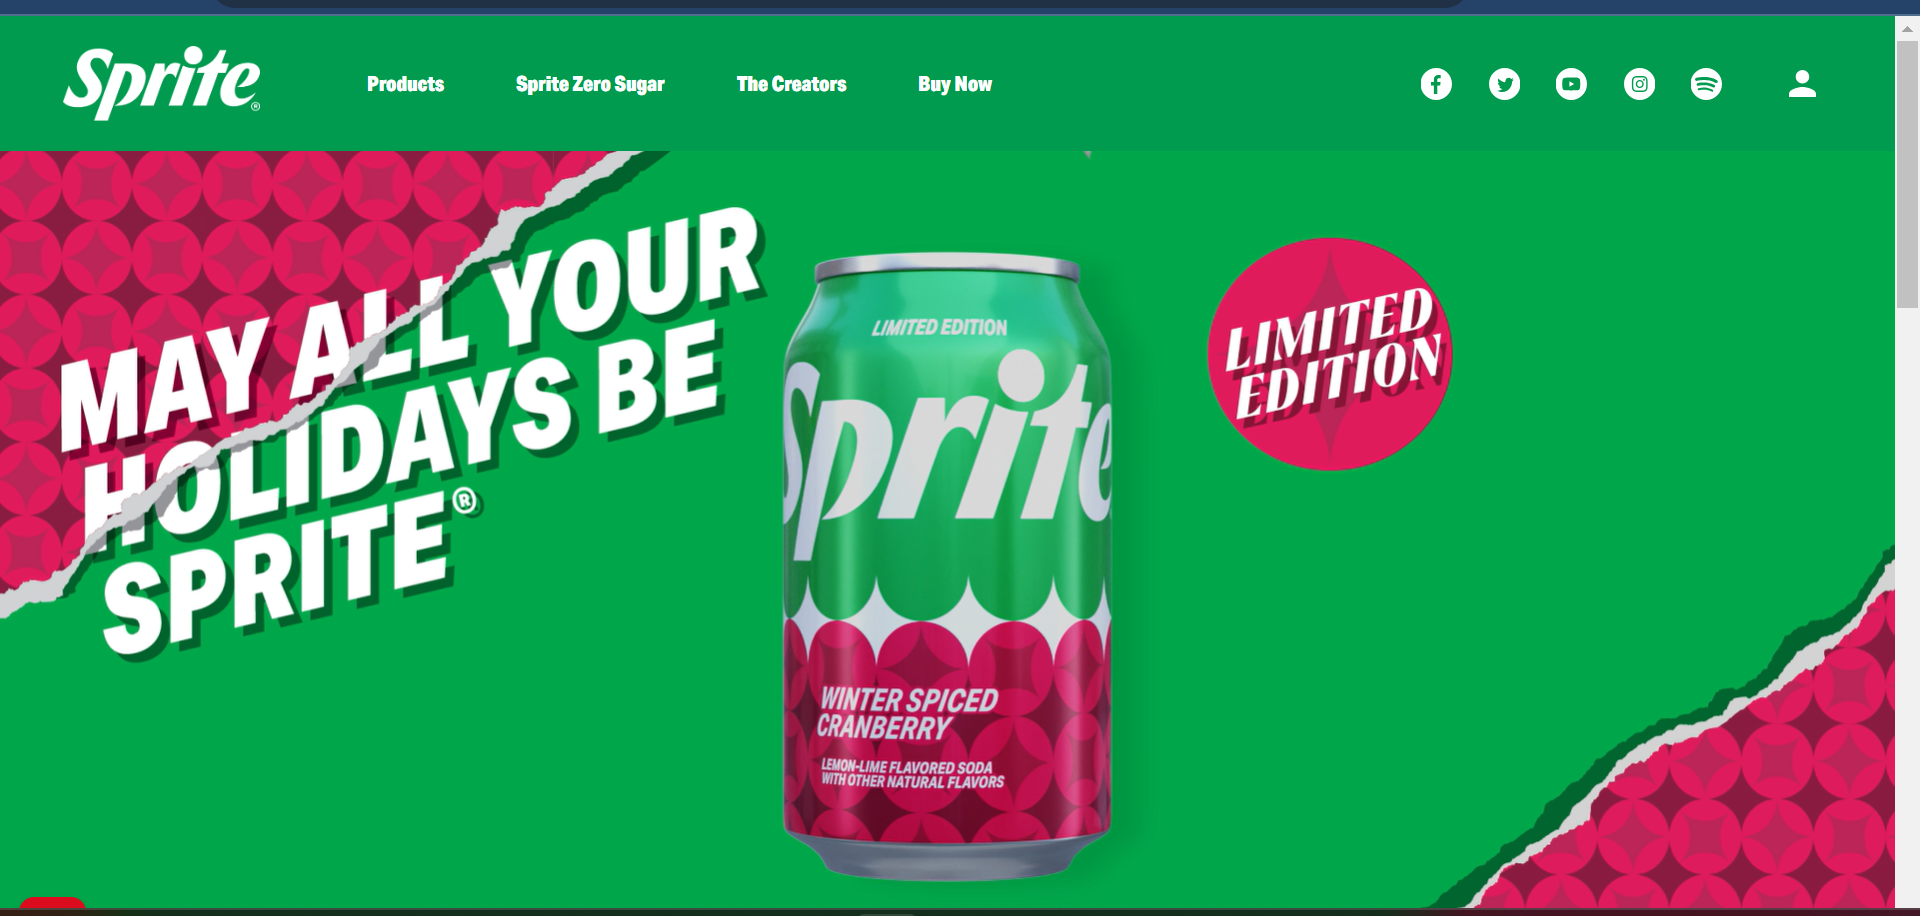 Sprite®
Products
Sprite Zero Sugar
The Creators
Buy Now
MAY ALL YOUR
HOLIDAYS BE
SPRITE®
LIMITED EDITION
Sprite
WINTER SPICED
CRANBERRY
LEMON-LIME FLAVORED SODA
WITH OTHER NATURAL FLAVORS
LIMITED
EDITION